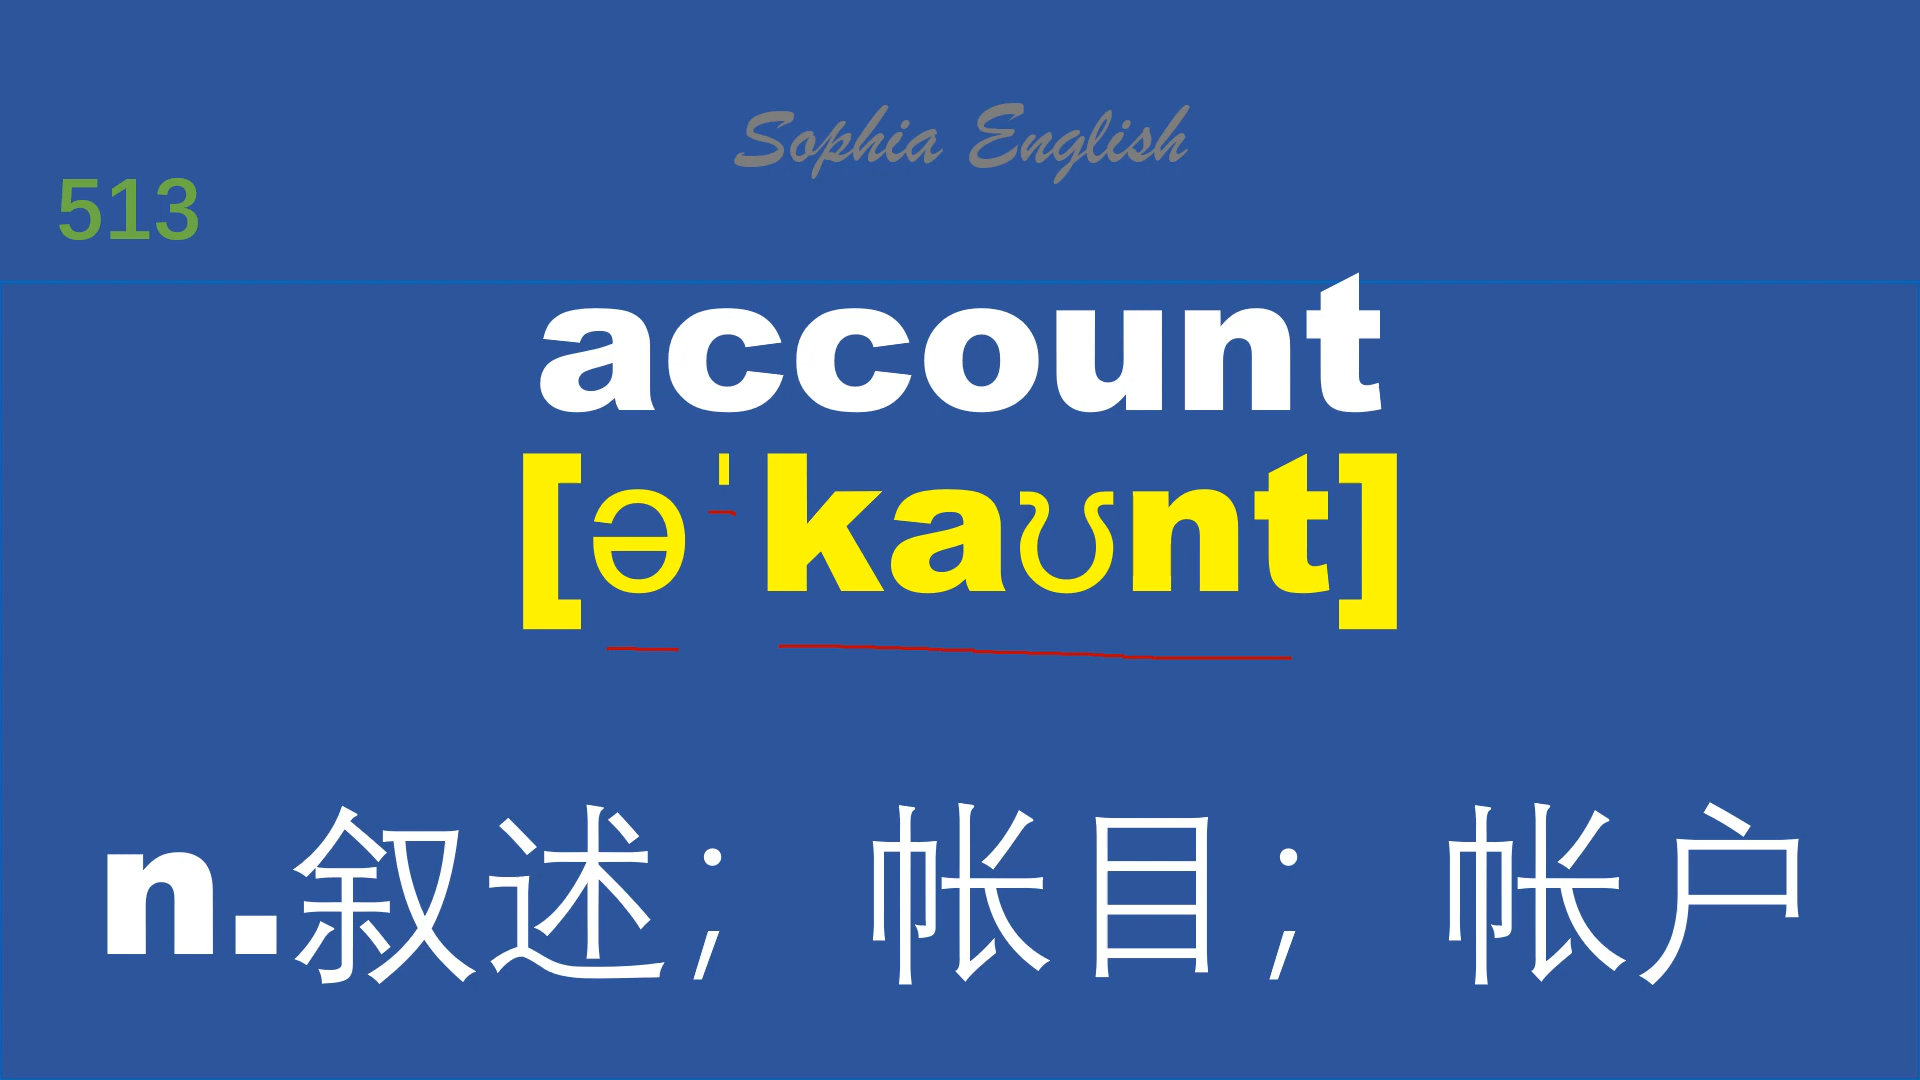 Sophia English
513
account
[əˈkaʊnt]
n.叙述；帐目；帐户